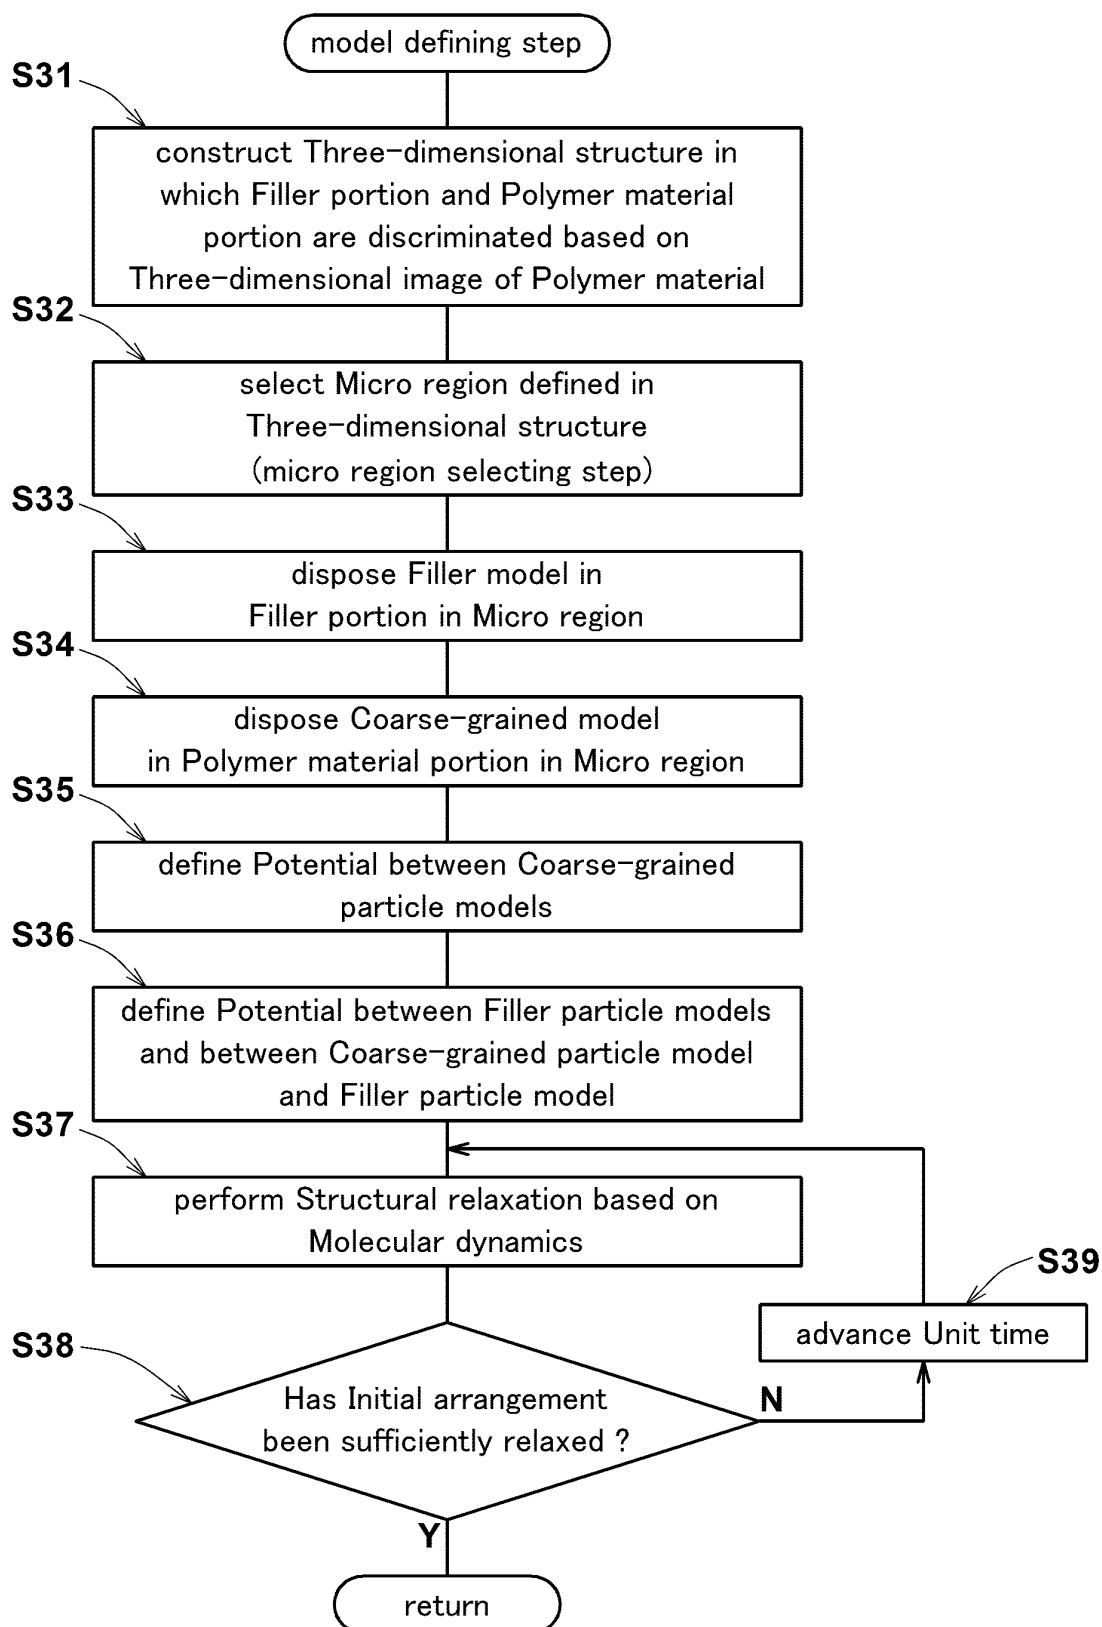 model defining step
S31
construct Three-dimensional structure in
which Filler portion and Polymer material
portion are discriminated based on
Three-dimensional image of Polymer material
S32
select Micro region defined in
Three-dimensional structure
(micro region selecting step)
S33
dispose Filler model in
Filler portion in Micro region
S34
dispose Coarse-grained model
in Polymer material portion in Micro region
S35
define Potential between Coarse-grained
particle models
S36
define Potential between Filler particle models
and between Coarse-grained particle model
and Filler particle model
S37
perform Structural relaxation based on
Molecular dynamics
S39
advance Unit time
S38
Has Initial arrangement
been sufficiently relaxed ?
N
Y
return